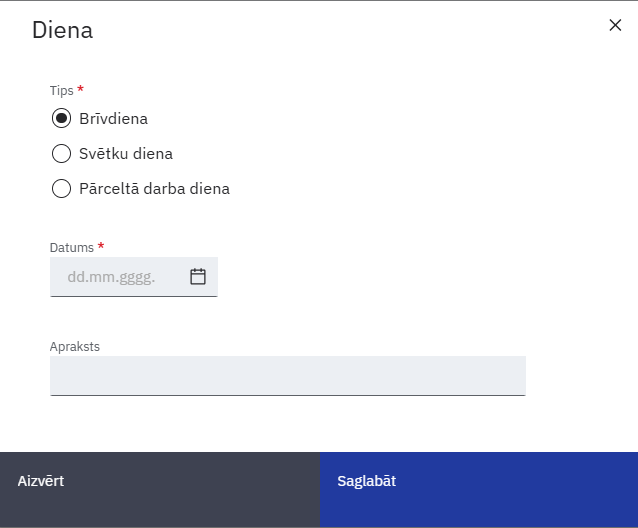 Diena
Tips *
Brīvdiena
Svētku diena
Pārceltā darba diena
Datums *
dd.mm.gggg.
Apraksts
Aizvērt
Saglabāt